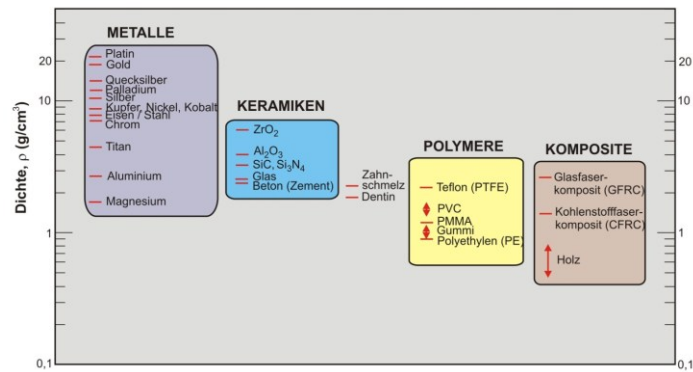 METALLE
Platin
Gold
Quecksilber
Palladium
Silber
Kupfer, Nickel, Kobalt
Eisen / Stahl
Chrom
Titan
Aluminium
Magnesium
KERAMIKEN
ZrO₂
Al₂O₃
SiC, Si₃N₄
Glas
Beton (Zement)
Zahn-
schmelz
Dentin
POLYMERE
Teflon (PTFE)
PVC
PMMA
Gummi
Polyethylen (PE)
KOMPOSITE
Glasfaser-
komposit (GFRC)
Kohlenstofffaser-
komposit (CFRC)
Holz
Dichte, ρ (g/cm³)
20
10
1
0,1
20
10
1
0,1